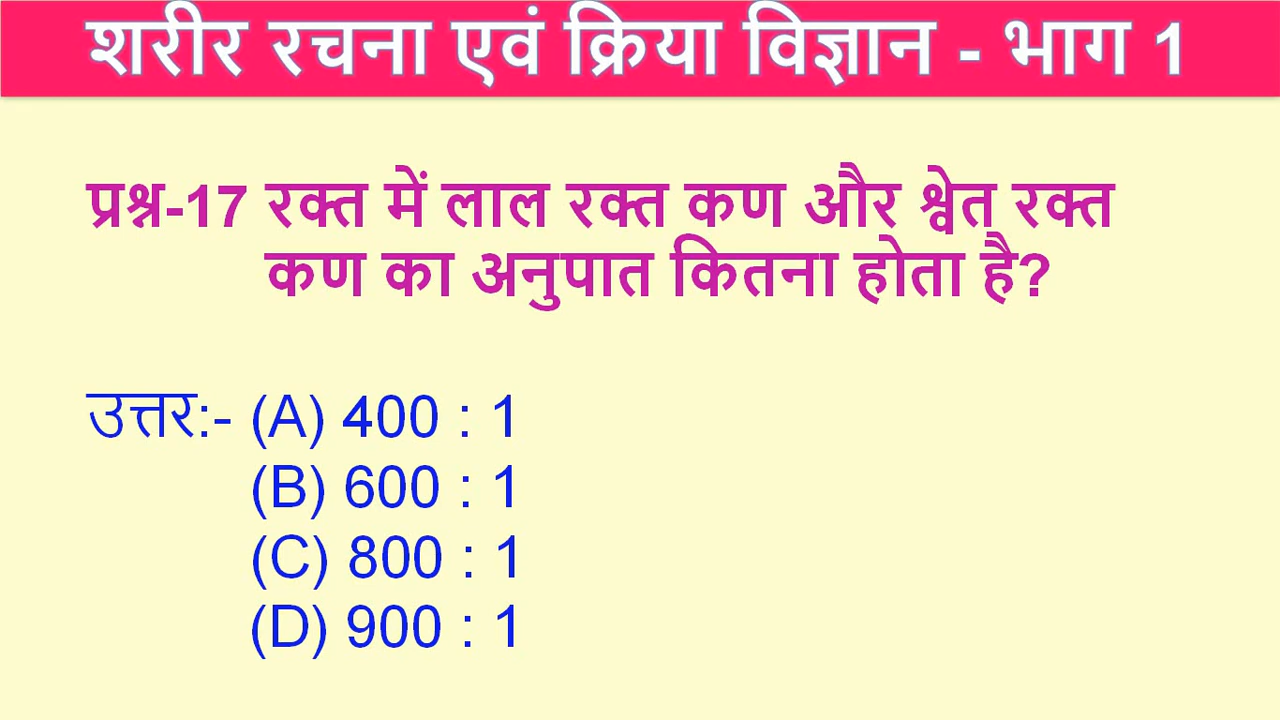 शरीर रचना एवं क्रिया विज्ञान - भाग 1
प्रश्न-17 रक्त में लाल रक्त कण और श्वेत रक्त
कण का अनुपात कितना होता है?
उत्तर:- (A) 400 : 1
(B) 600 : 1
(C) 800 : 1
(D) 900 : 1